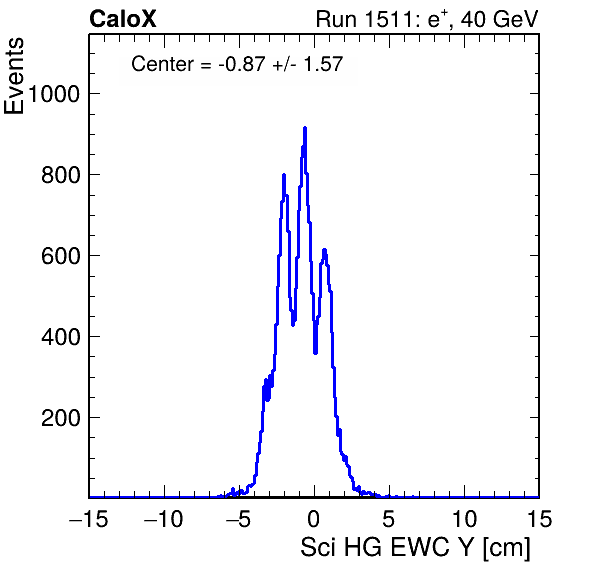 CaloX Run 1511: e⁺, 40 GeV
Events
Center = -0.87 +/- 1.57
1000
800
600
400
200
−15 −10 −5 0 5 10 15
Sci HG EWC Y [cm]